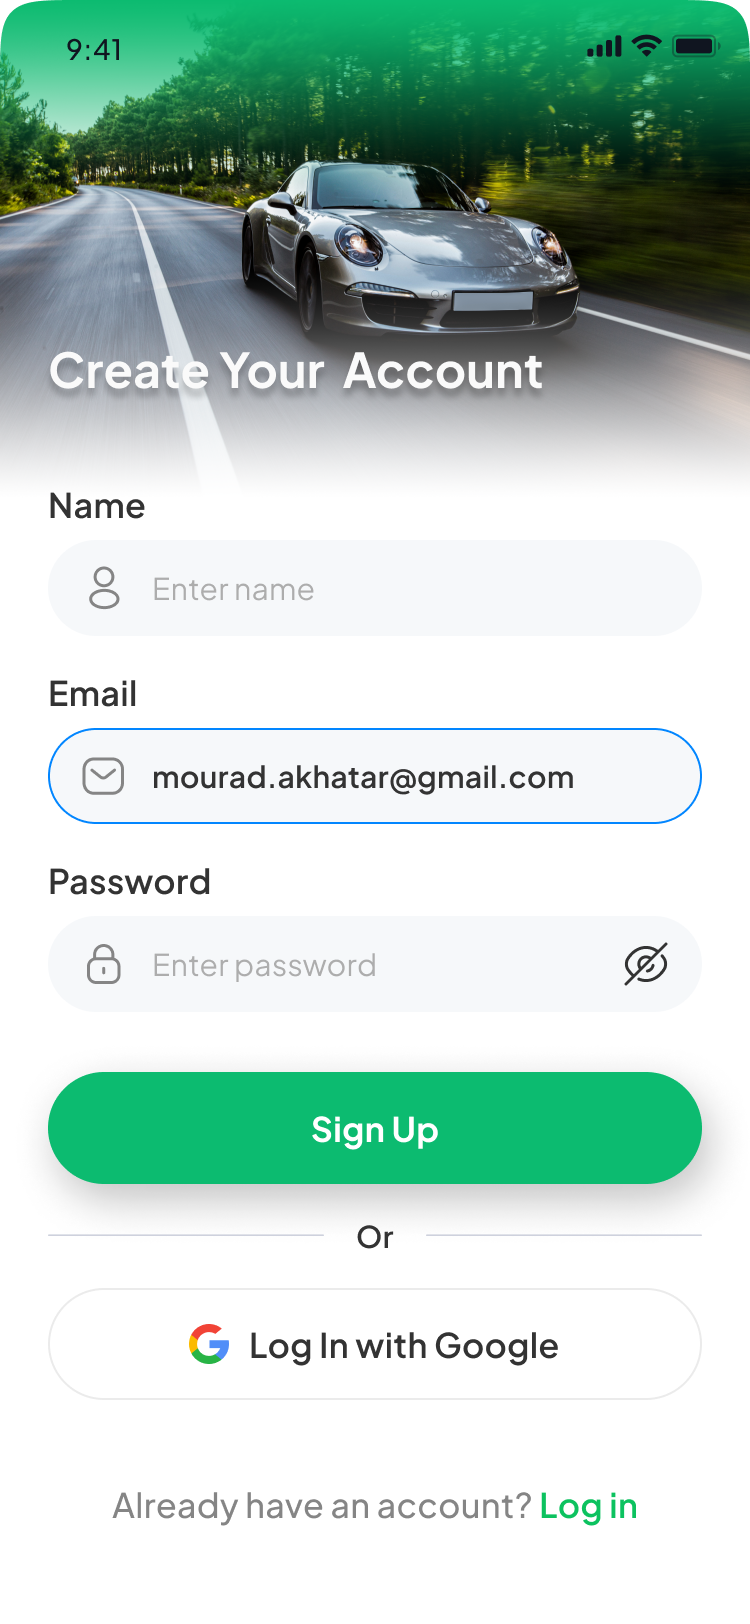 9:41
Create Your Account
Name
Enter name
Email
mourad.akhatar@gmail.com
Password
Enter password
Sign Up
Or
Log In with Google
Already have an account? Log in